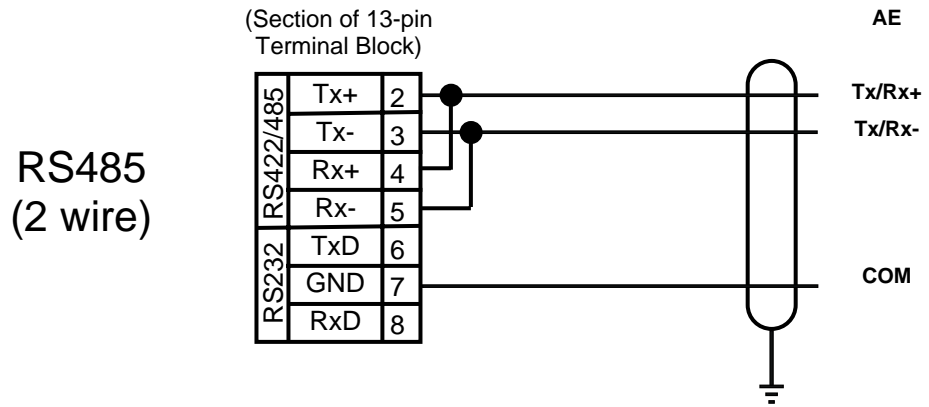 (Section of 13-pin
Terminal Block)
AE
RS485
(2 wire)
RS422/485
Tx+ 2
Tx- 3
Rx+ 4
Rx- 5
RS232
TxD 6
GND 7
RxD 8
Tx/Rx+
Tx/Rx-
COM